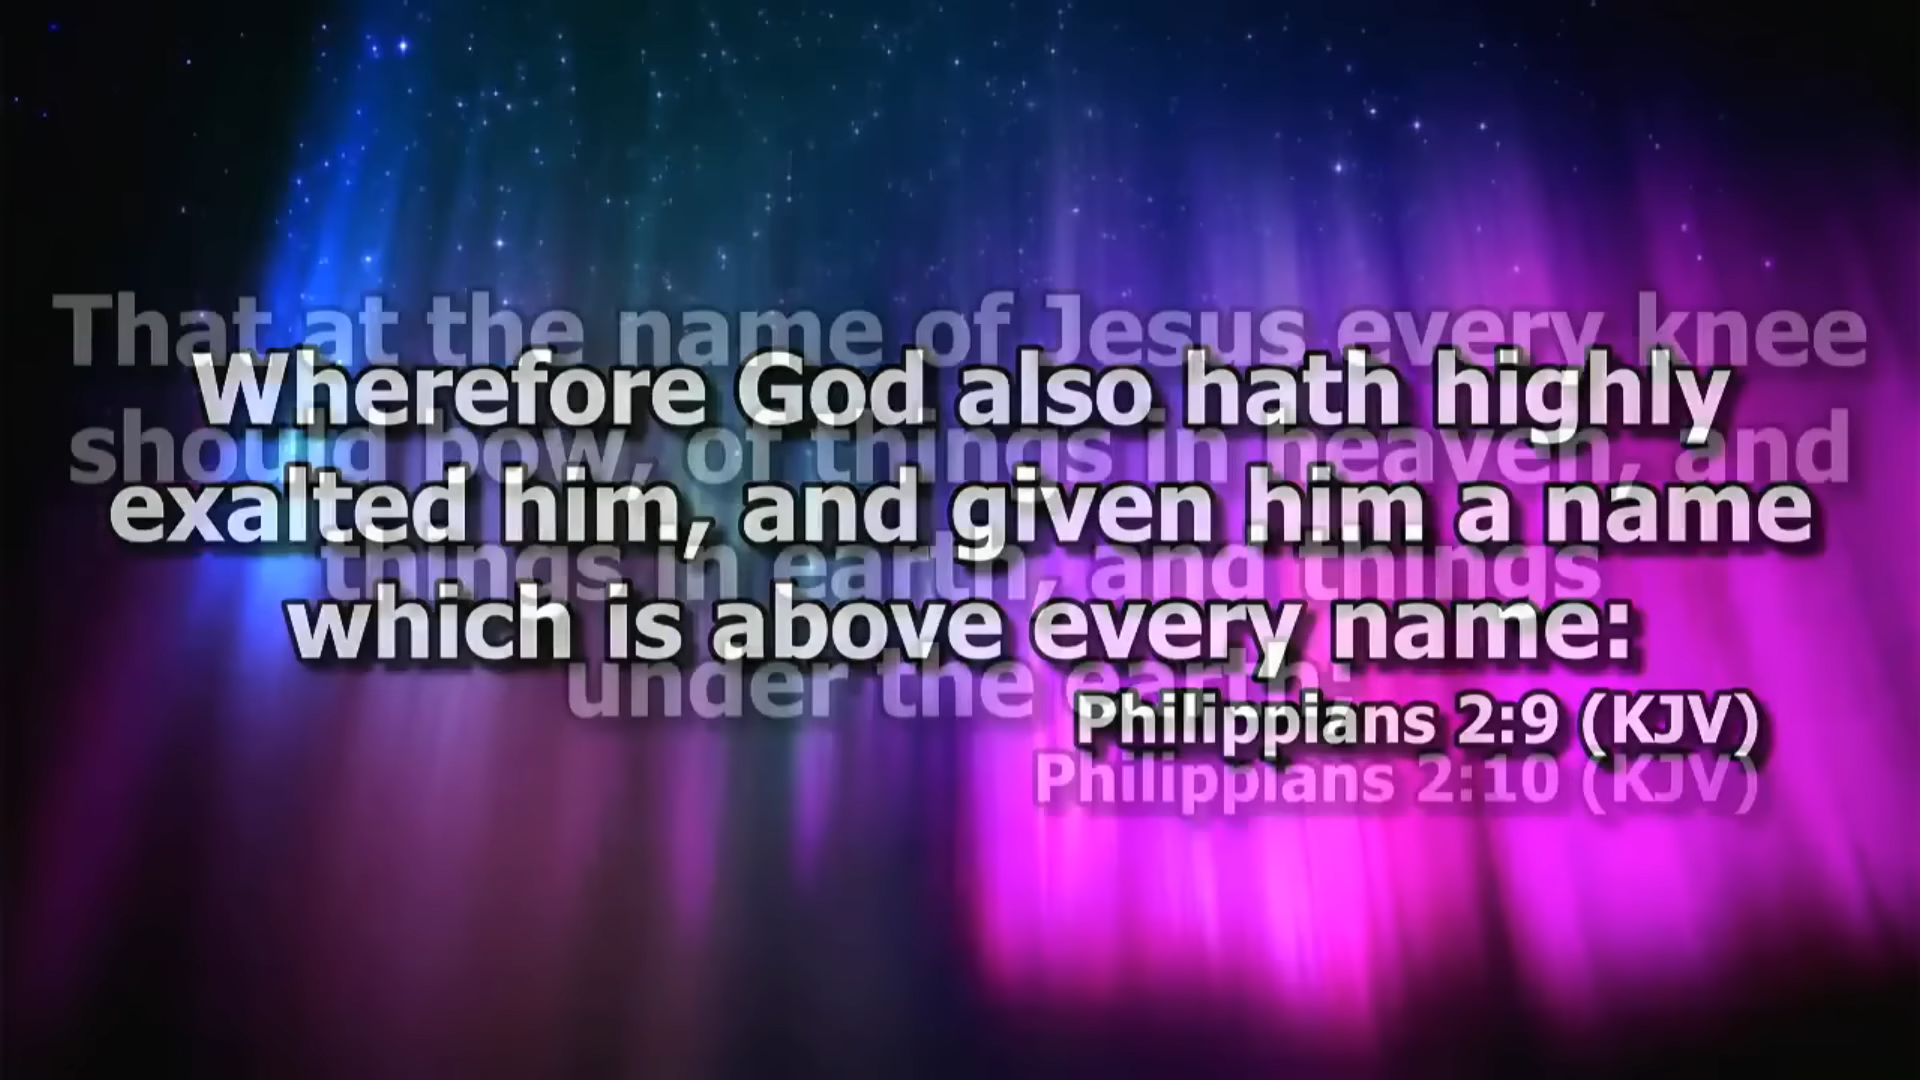 Wherefore God also hath highly
exalted him, and given him a name
which is above every name:
Philippians 2:9 (KJV)
That at the name of Jesus every knee
should bow, of things in heaven, and
things in earth, and things
under the earth;
Philippians 2:10 (KJV)